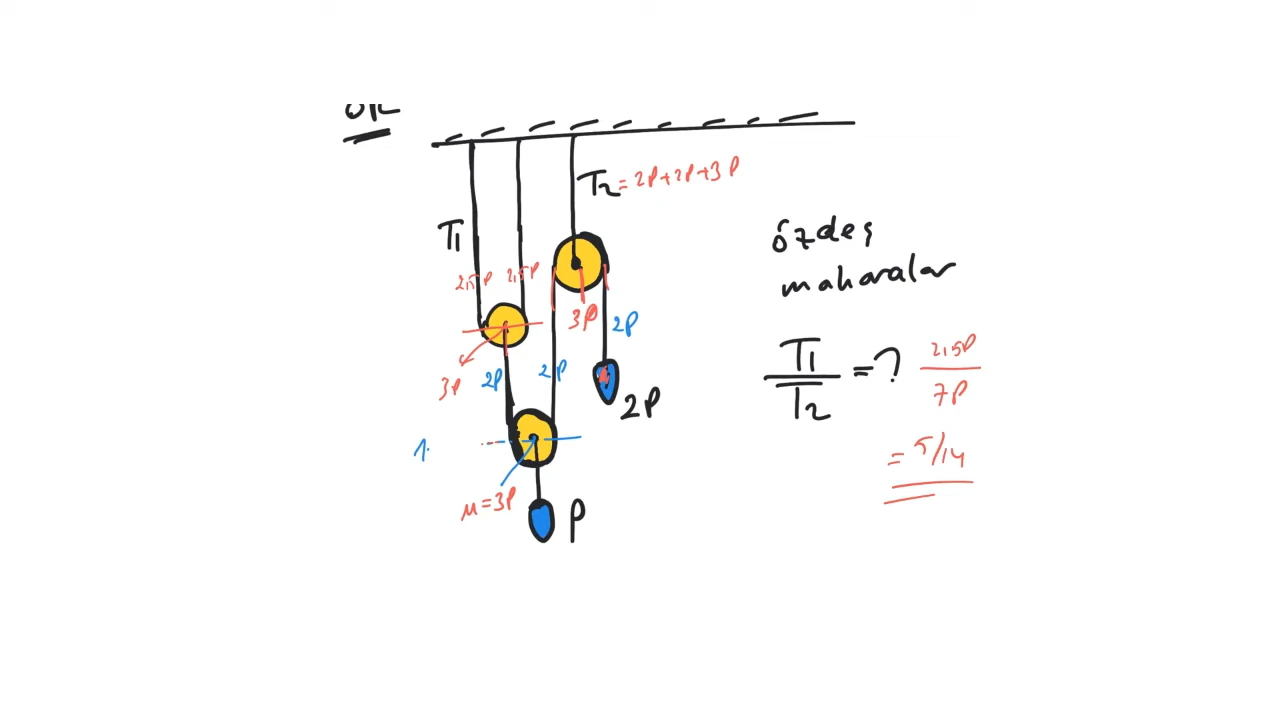 T₂ = 2P+2P+3P
T₁
özdeş
makaralar
2,5P 2,5P
3P
2P
T₁/T₂ = ? 2,5P/7P
3P
2P
2P
2P
= 5/14
M=3P
P